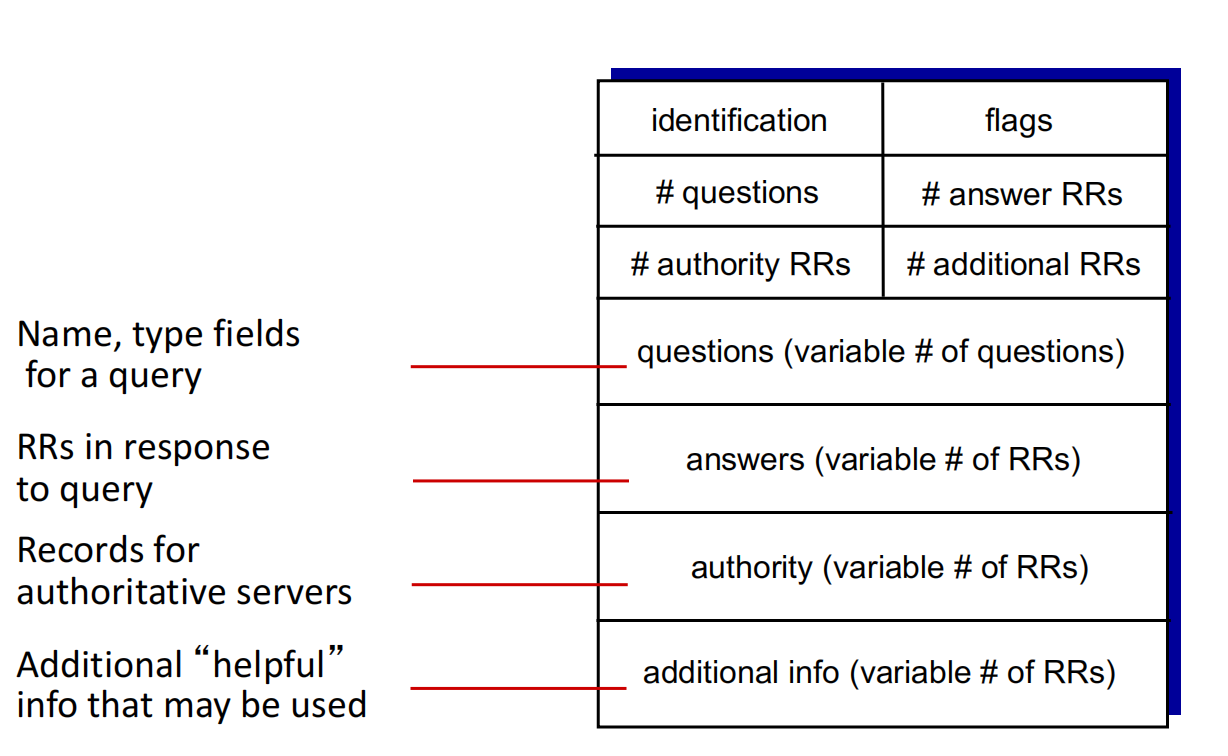 identification
flags
# questions
# answer RRs
# authority RRs
# additional RRs
Name, type fields
for a query
questions (variable # of questions)
RRs in response
to query
answers (variable # of RRs)
Records for
authoritative servers
authority (variable # of RRs)
Additional “helpful”
info that may be used
additional info (variable # of RRs)